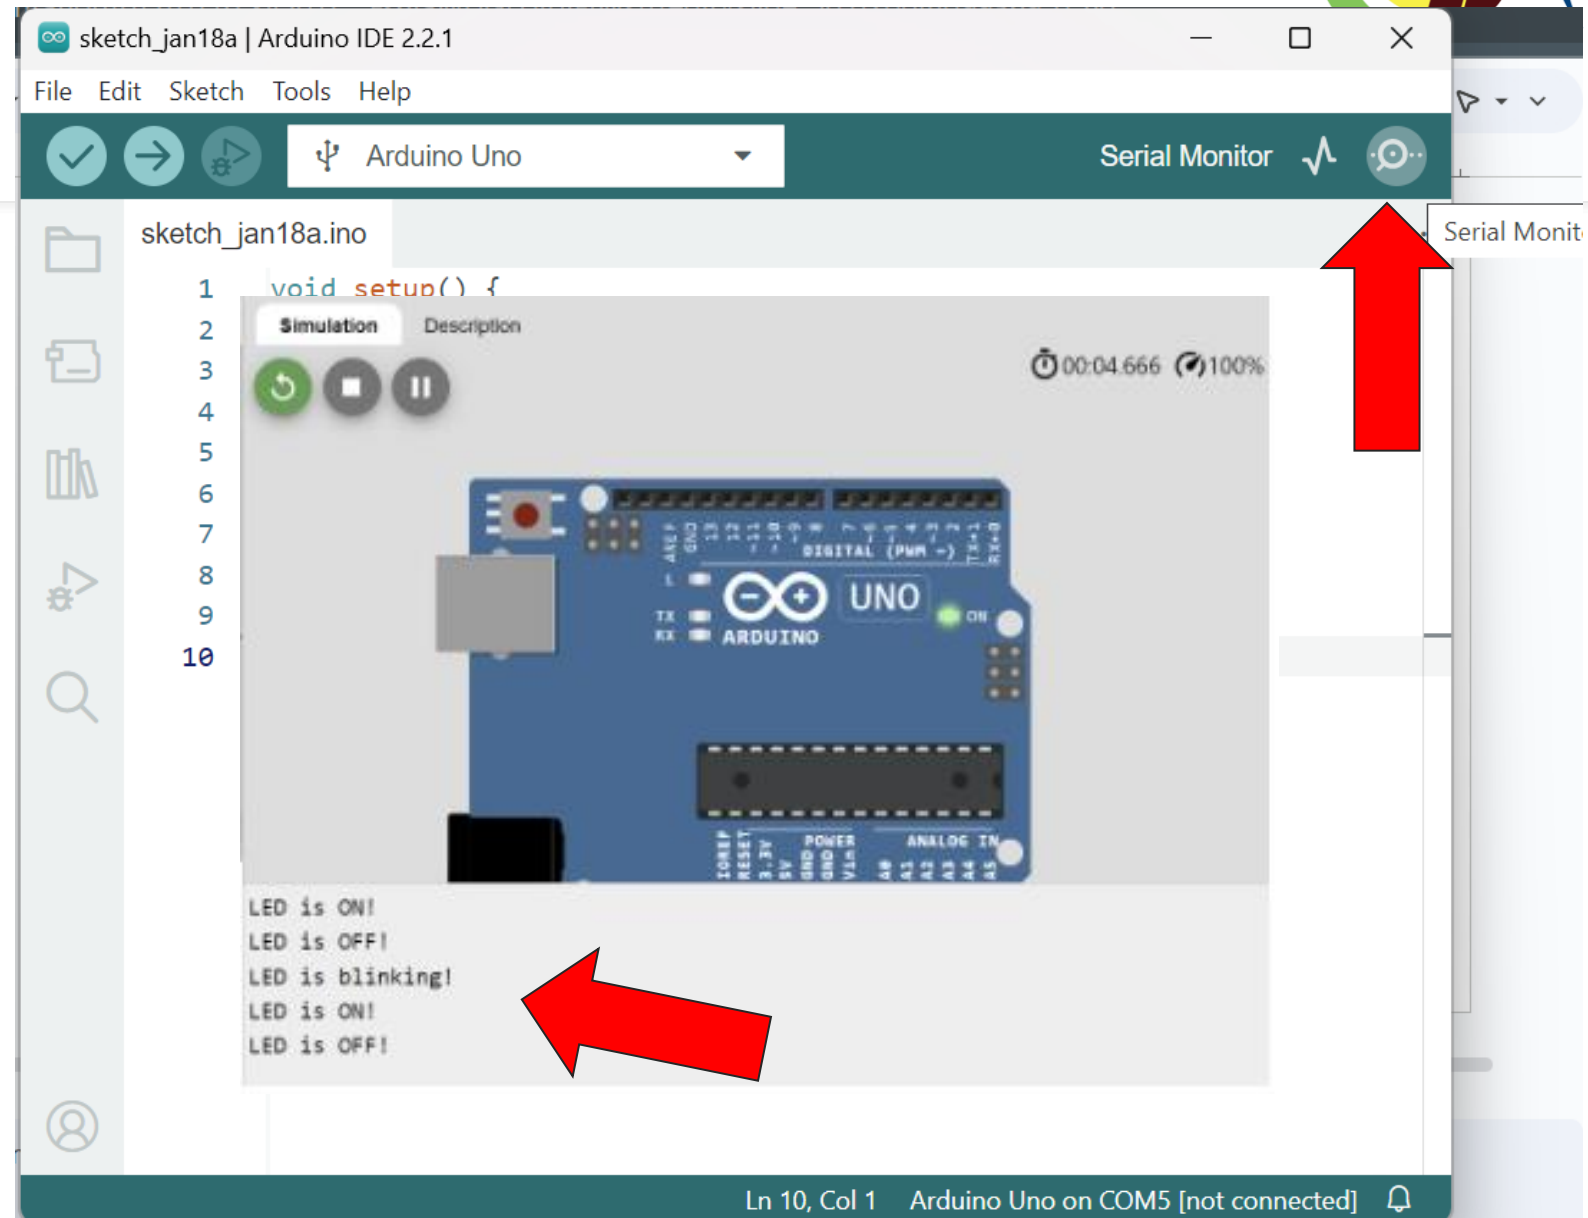 sketch_jan18a | Arduino IDE 2.2.1
File Edit Sketch Tools Help
Arduino Uno
Serial Monitor
Serial Monit
sketch_jan18a.ino
1 void setup() {
2
3
4
5
6
7
8
9
10
Simulation Description
00:04.666 100%
AREF GND 13 12 ~11 ~10 ~9 8 7 ~6 ~5 4 ~3 2 TX→1 RX←0
DIGITAL (PWM ~)
L
UNO
TX ON
RX ARDUINO
POWER ANALOG IN
IOREF RESET 3.3V 5V GND GND Vin A0 A1 A2 A3 A4 A5
LED is ON!
LED is OFF!
LED is blinking!
LED is ON!
LED is OFF!
Ln 10, Col 1 Arduino Uno on COM5 [not connected]